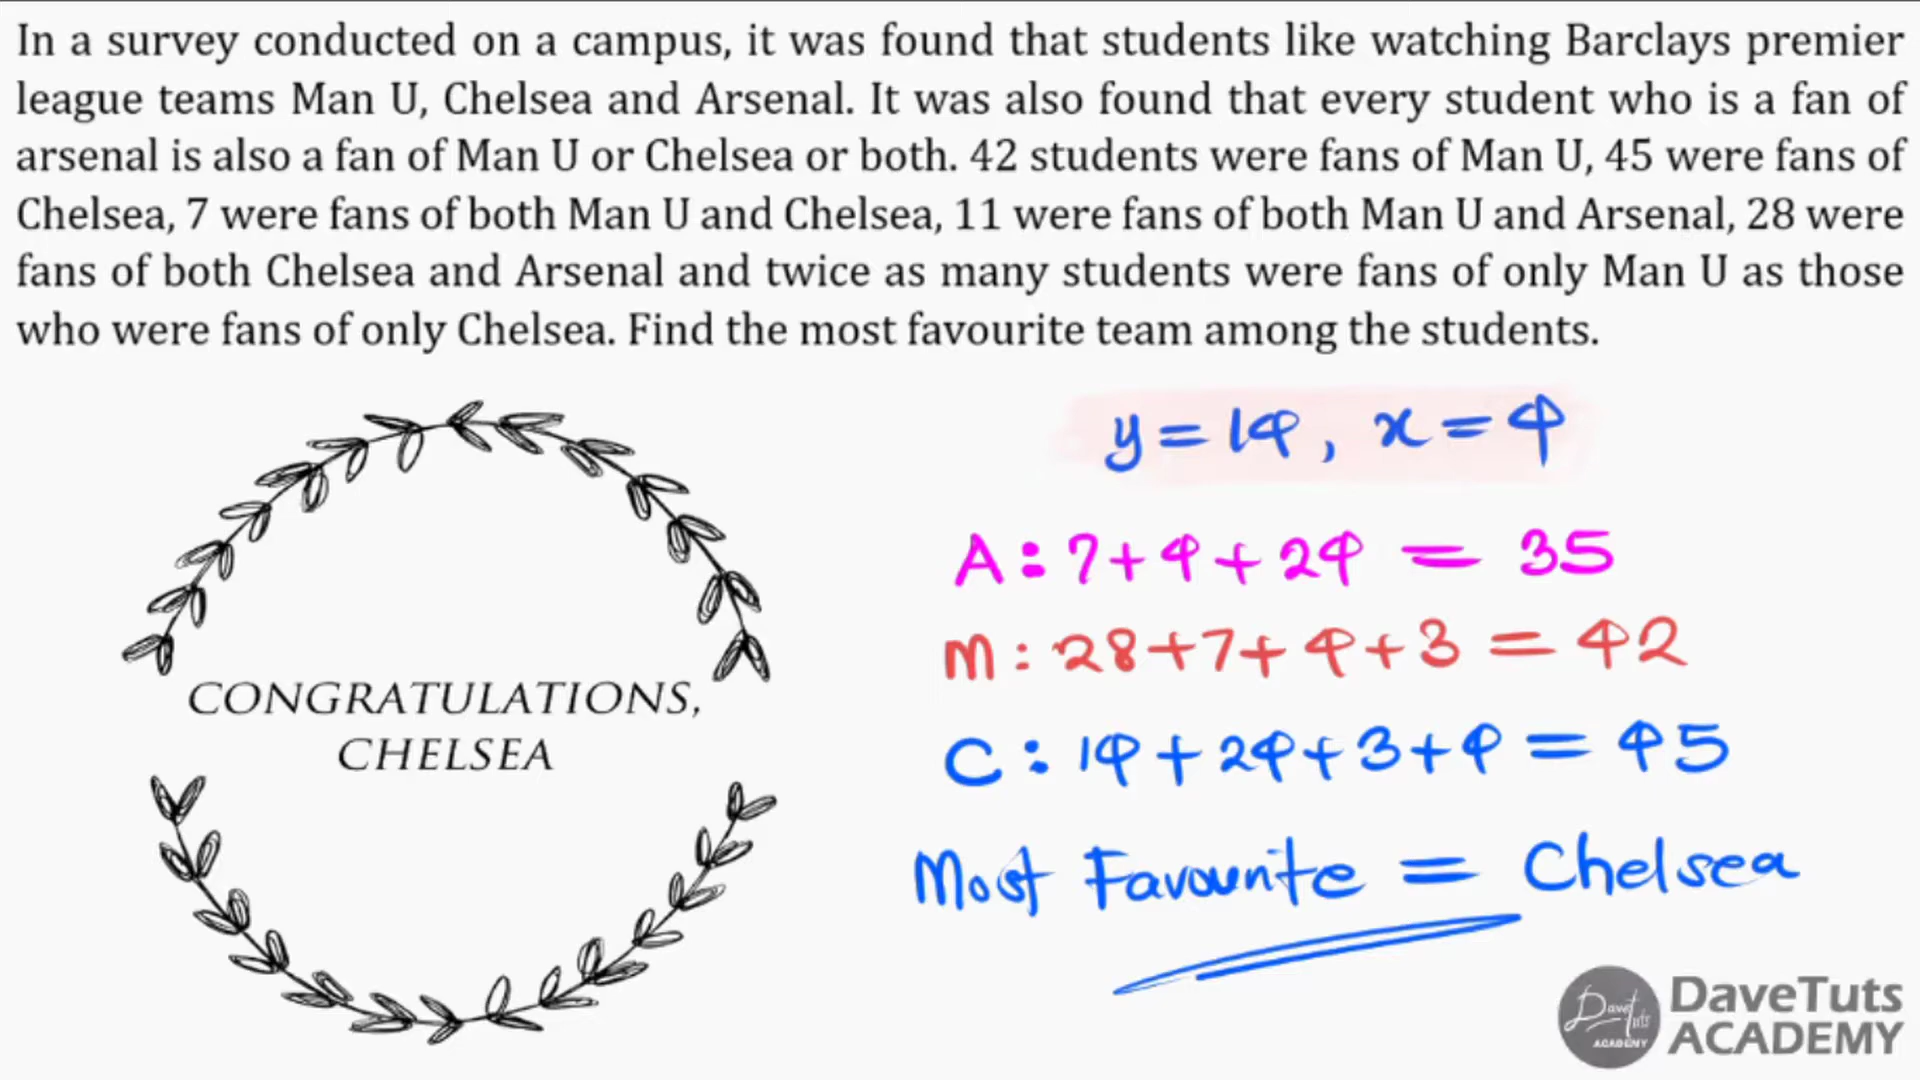 In a survey conducted on a campus, it was found that students like watching Barclays premier
league teams Man U, Chelsea and Arsenal. It was also found that every student who is a fan of
arsenal is also a fan of Man U or Chelsea or both. 42 students were fans of Man U, 45 were fans of
Chelsea, 7 were fans of both Man U and Chelsea, 11 were fans of both Man U and Arsenal, 28 were
fans of both Chelsea and Arsenal and twice as many students were fans of only Man U as those
who were fans of only Chelsea. Find the most favourite team among the students.
y = 14, x = 4
A: 7+4+24 = 35
M: 28+7+4+3 = 42
C: 14+24+3+4 = 45
Most Favourite = Chelsea
CONGRATULATIONS,
CHELSEA
Dave Tuts
ACADEMY
DaveTuts
ACADEMY